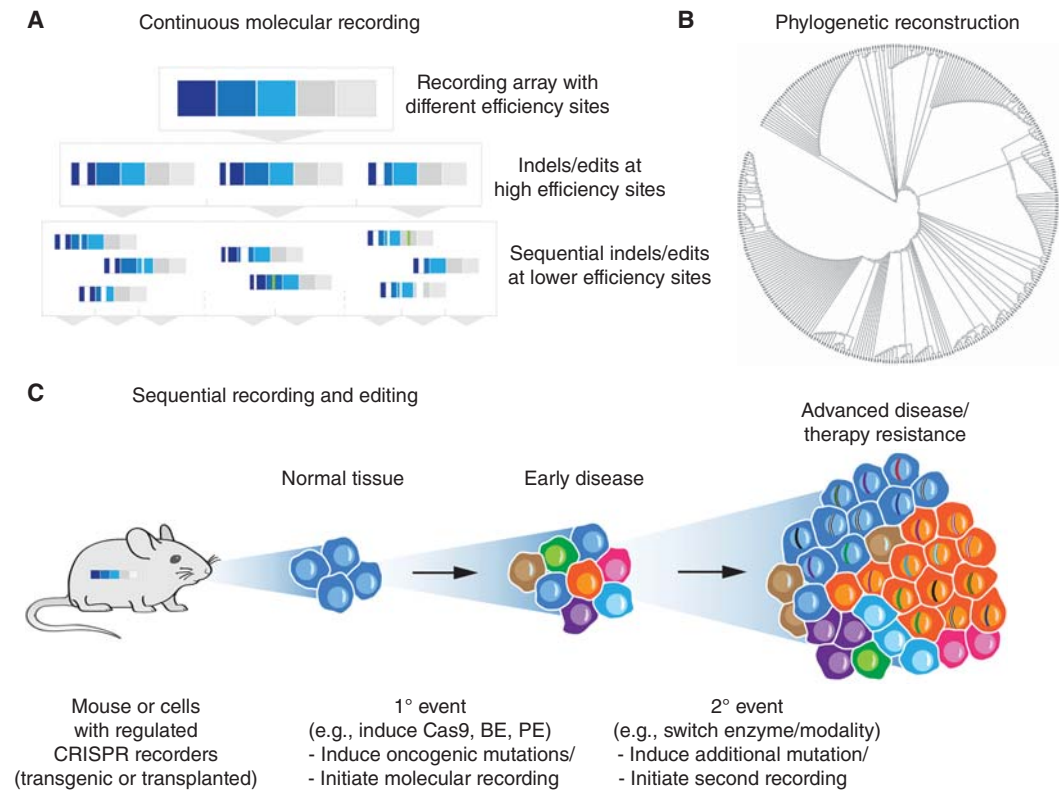 A
Continuous molecular recording
Recording array with
different efficiency sites
Indels/edits at
high efficiency sites
Sequential indels/edits
at lower efficiency sites
B
Phylogenetic reconstruction
C
Sequential recording and editing
Normal tissue
Early disease
Advanced disease/
therapy resistance
Mouse or cells
with regulated
CRISPR recorders
(transgenic or transplanted)
1° event
(e.g., induce Cas9, BE, PE)
- Induce oncogenic mutations/
- Initiate molecular recording
2° event
(e.g., switch enzyme/modality)
- Induce additional mutation/
- Initiate second recording